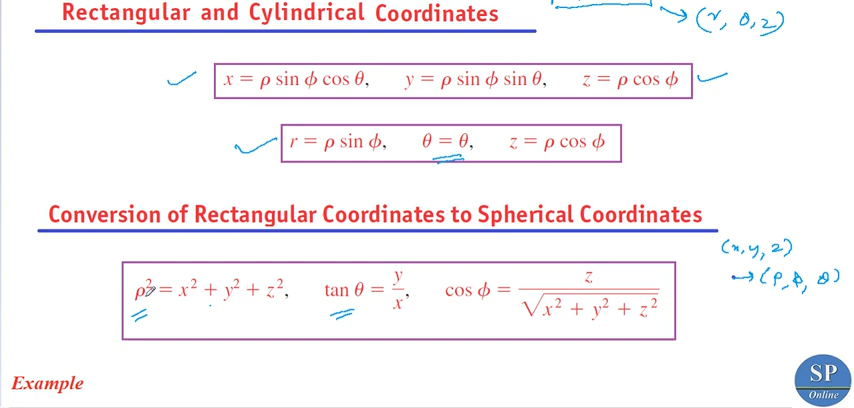 → (r, θ, z)
Rectangular and Cylindrical Coordinates
x = ρ sin ϕ cos θ, y = ρ sin ϕ sin θ, z = ρ cos ϕ
r = ρ sin ϕ, θ = θ, z = ρ cos ϕ
Conversion of Rectangular Coordinates to Spherical Coordinates
(x, y, z)
→ (ρ, ϕ, θ)
ρ² = x² + y² + z², tan θ = y/x, cos ϕ = z/√(x² + y² + z²)
Example
SP
Online